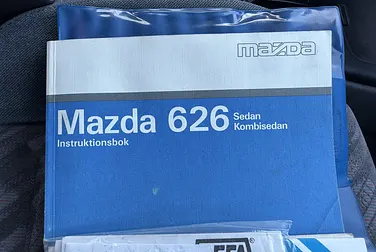 mazda
Mazda 626 Sedan
Kombisedan
Instruktionsbok